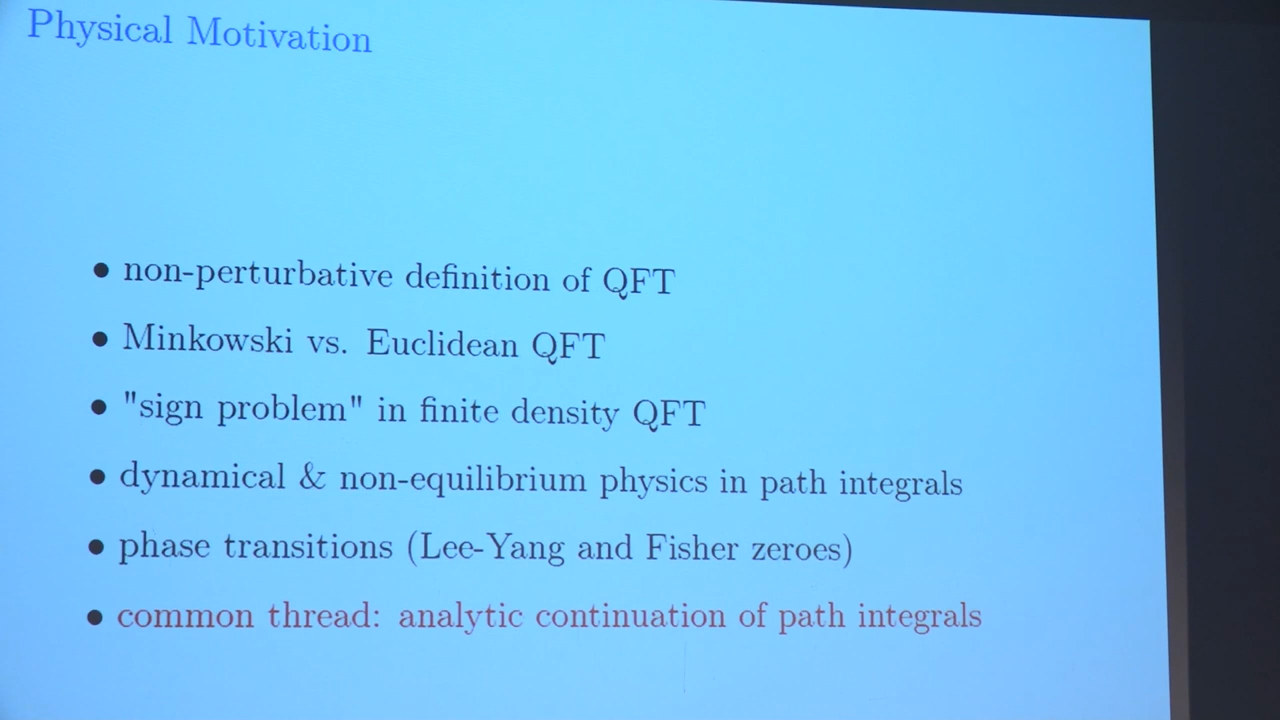 Physical Motivation
• non-perturbative definition of QFT
• Minkowski vs. Euclidean QFT
• "sign problem" in finite density QFT
• dynamical & non-equilibrium physics in path integrals
• phase transitions (Lee-Yang and Fisher zeroes)
• common thread: analytic continuation of path integrals